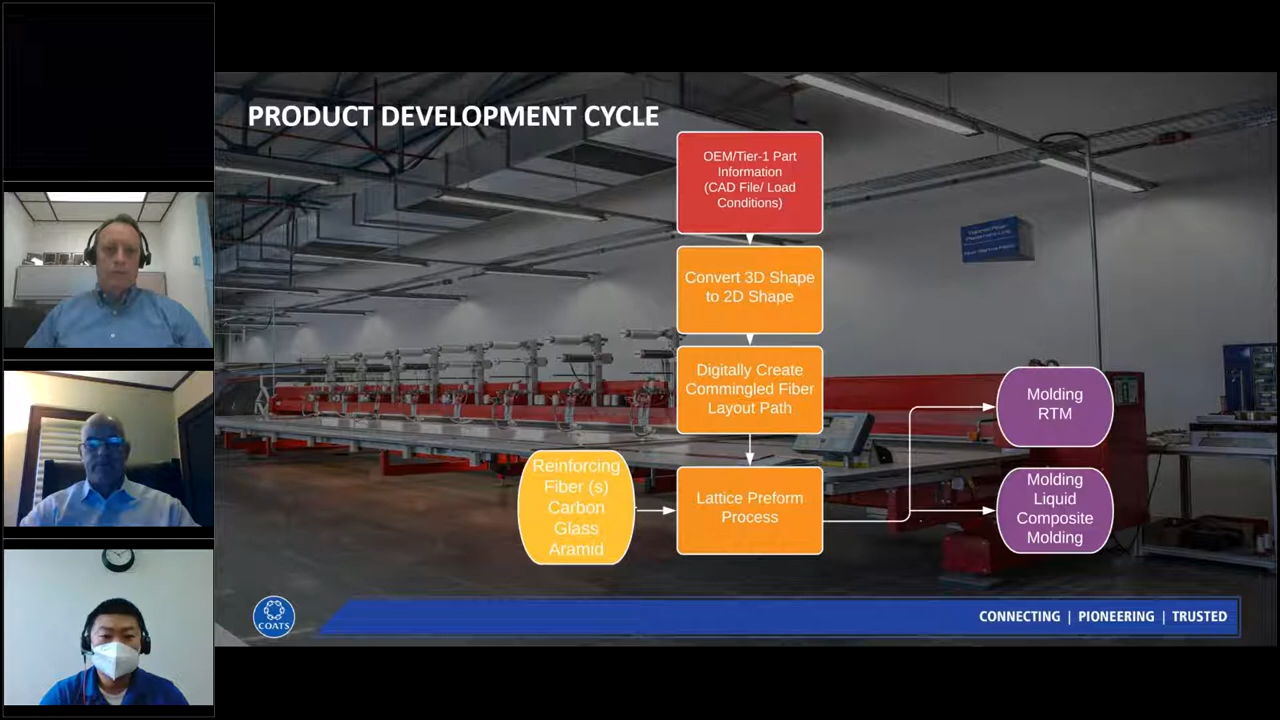 PRODUCT DEVELOPMENT CYCLE
OEM/Tier-1 Part
Information
(CAD File/ Load
Conditions)
Convert 3D Shape
to 2D Shape
Digitally Create
Commingled Fiber
Layout Path
Reinforcing
Fiber (s)
Carbon
Glass
Aramid
Lattice Preform
Process
Molding
RTM
Molding
Liquid
Composite
Molding
COATS
CONNECTING | PIONEERING | TRUSTED